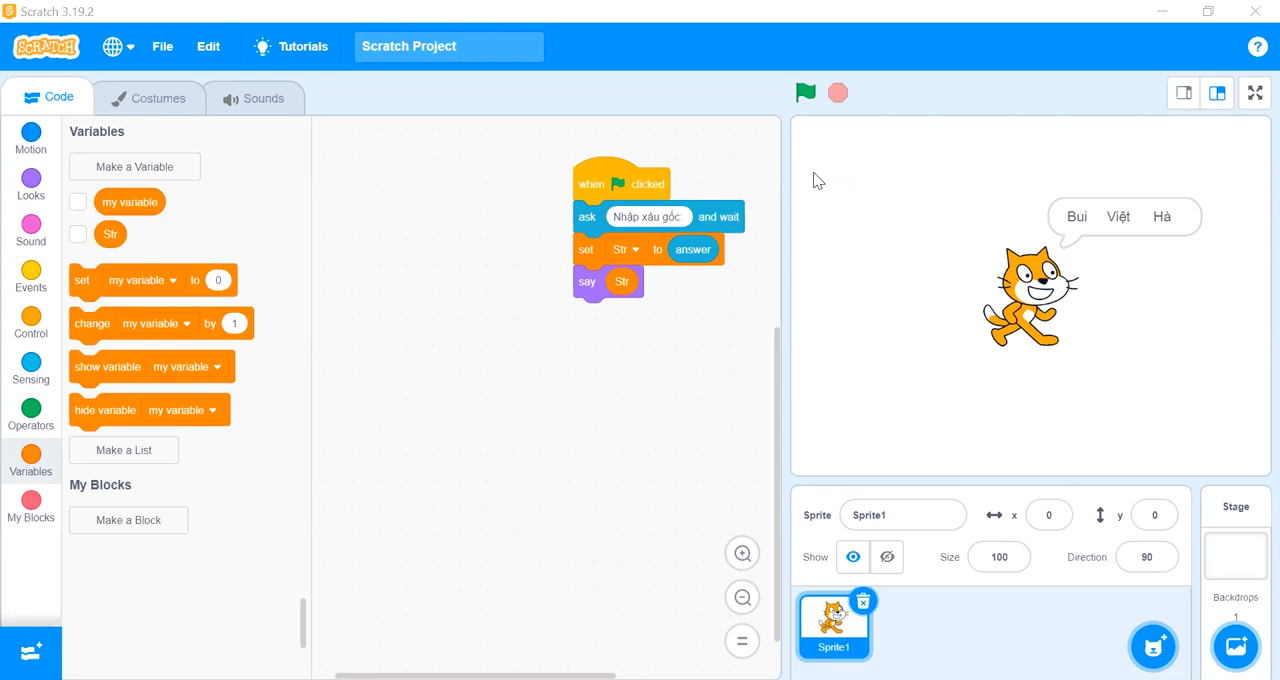 Scratch 3.19.2
SCRATCH
File
Edit
Tutorials
Scratch Project
?
Code
Costumes
Sounds
Motion
Looks
Sound
Events
Control
Sensing
Operators
Variables
My Blocks
Variables
Make a Variable
my variable
Str
set my variable to 0
change my variable by 1
show variable my variable
hide variable my variable
Make a List
My Blocks
Make a Block
when clicked
ask Nhập xâu gốc: and wait
set Str to answer
say Str
Bui Việt Hà
Sprite Sprite1 x 0 y 0
Show Size 100 Direction 90
Sprite1
Stage
Backdrops
1